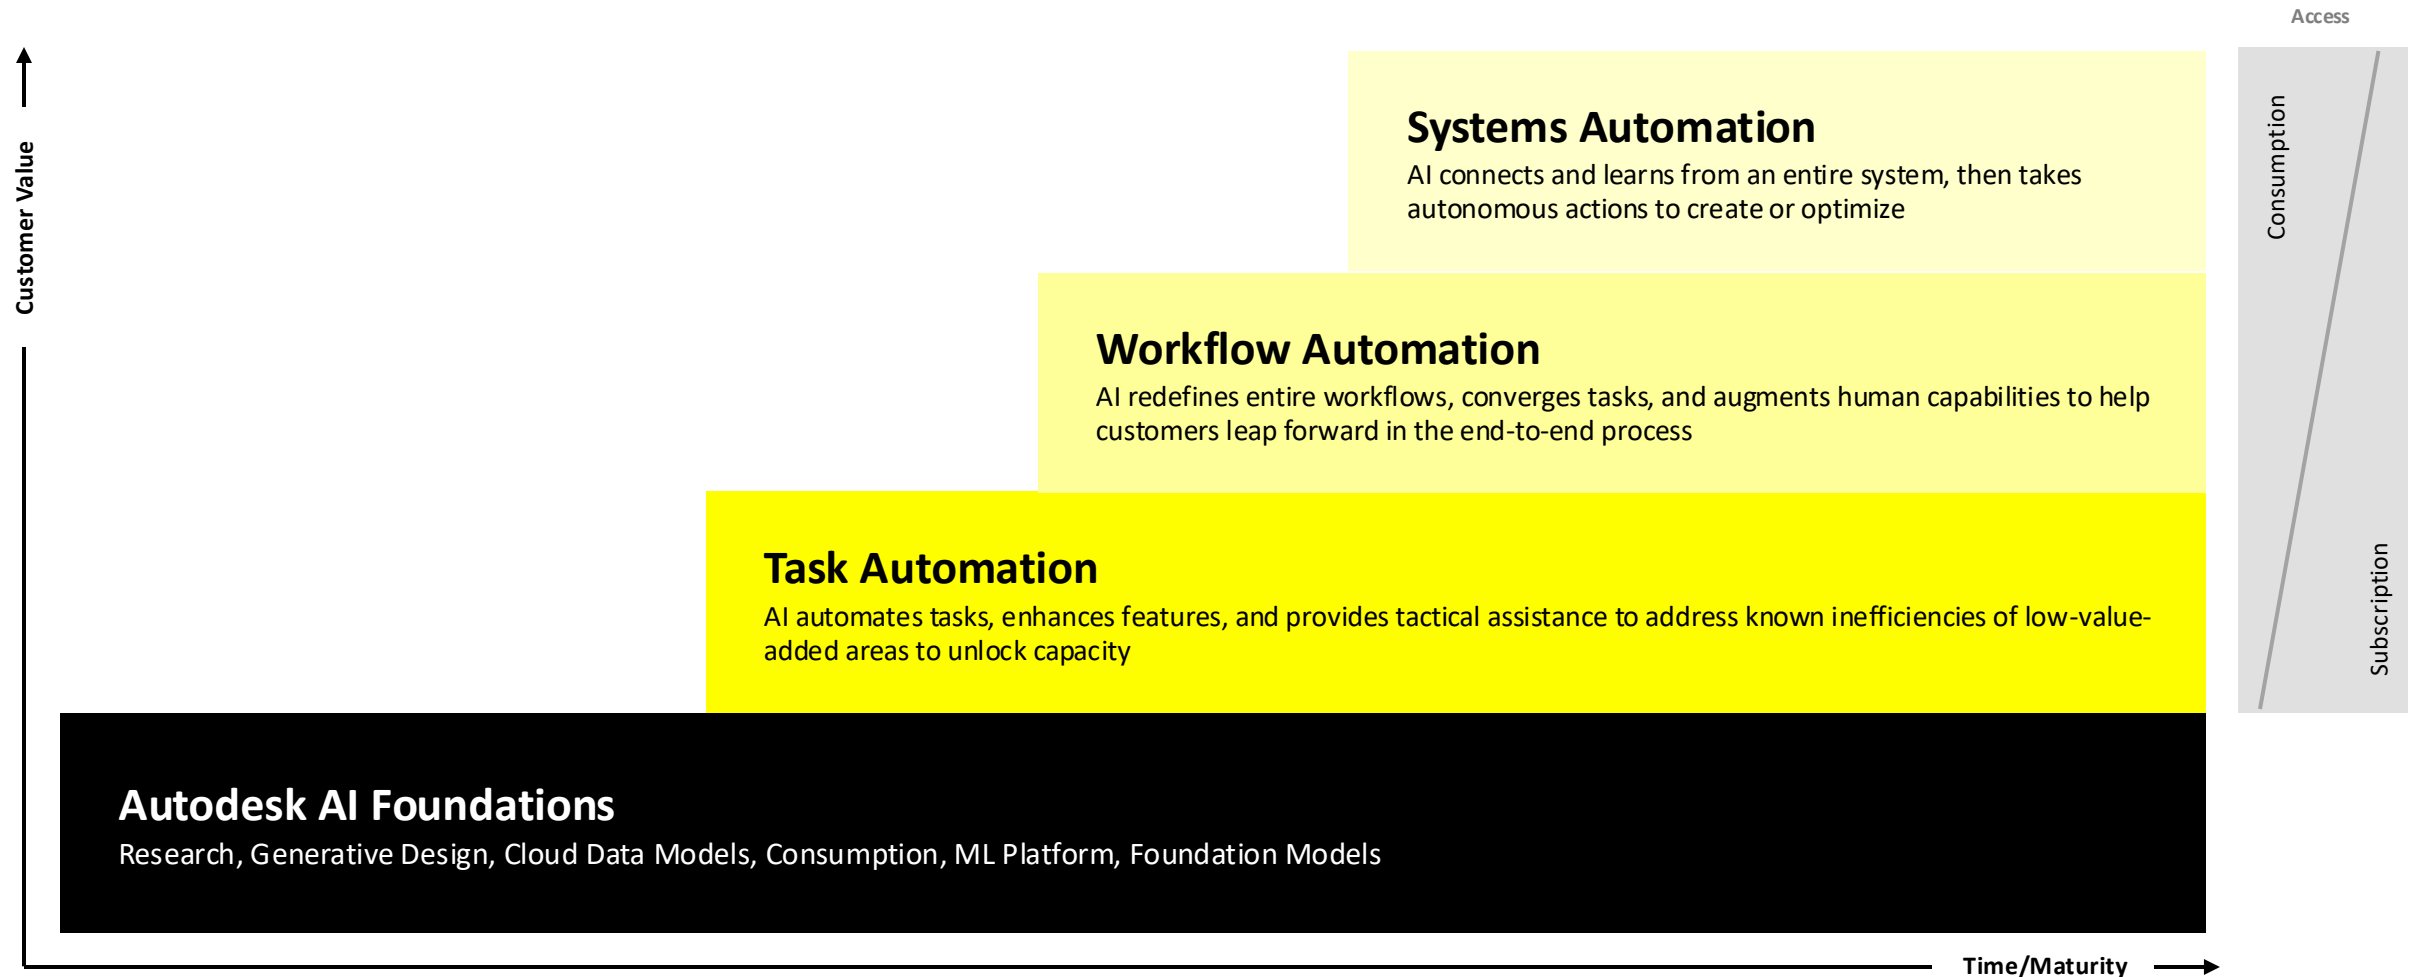 Access
Customer Value
Systems Automation
AI connects and learns from an entire system, then takes
autonomous actions to create or optimize
Consumption
Workflow Automation
AI redefines entire workflows, converges tasks, and augments human capabilities to help
customers leap forward in the end-to-end process
Task Automation
AI automates tasks, enhances features, and provides tactical assistance to address known inefficiencies of low-value-
added areas to unlock capacity
Subscription
Autodesk AI Foundations
Research, Generative Design, Cloud Data Models, Consumption, ML Platform, Foundation Models
Time/Maturity